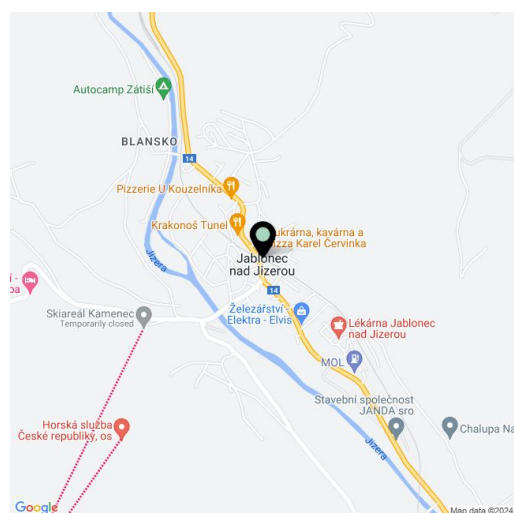 Autocamp Zátiší
BLANSKO
14
Pizzerie U Kouzelníka
Krakonoš Tunel
ukrárna, kavárna a
izza Karel Červinka
Jizera
Jablonec
nad Jizerou
14
Skiareál Kamenec
Temporarily closed
Železářství
Elektra - Elvis
Lékárna Jablonec
nad Jizerou
MOL
Stavební společnost
JANDA sro
Horská služba
České republiky, os
Chalupa Na
Jizera
Google
Map data ©2024